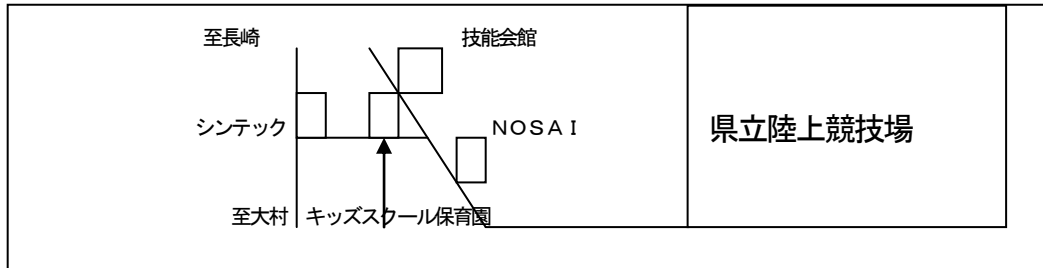 至長崎
技能会館
シンテック
NOSAI
県立陸上競技場
至大村
キッズスクール保育園